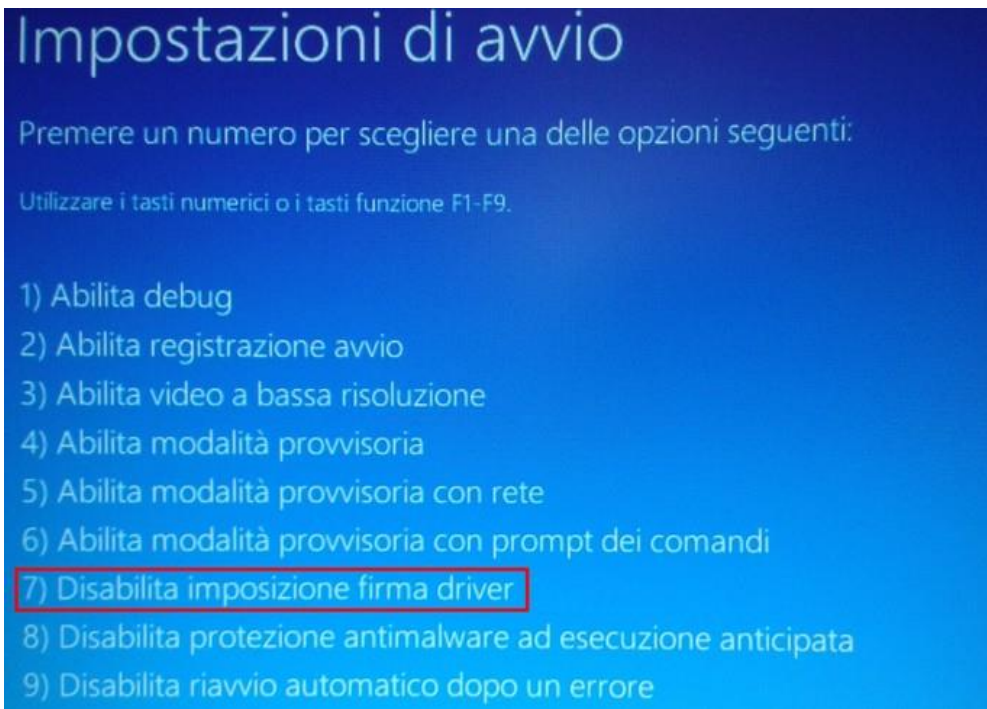 Impostazioni di avvio
Premere un numero per scegliere una delle opzioni seguenti:
Utilizzare i tasti numerici o i tasti funzione F1-F9.
1) Abilita debug
2) Abilita registrazione avvio
3) Abilita video a bassa risoluzione
4) Abilita modalità provvisoria
5) Abilita modalità provvisoria con rete
6) Abilita modalità provvisoria con prompt dei comandi
7) Disabilita imposizione firma driver
8) Disabilita protezione antimalware ad esecuzione anticipata
9) Disabilita riavvio automatico dopo un errore